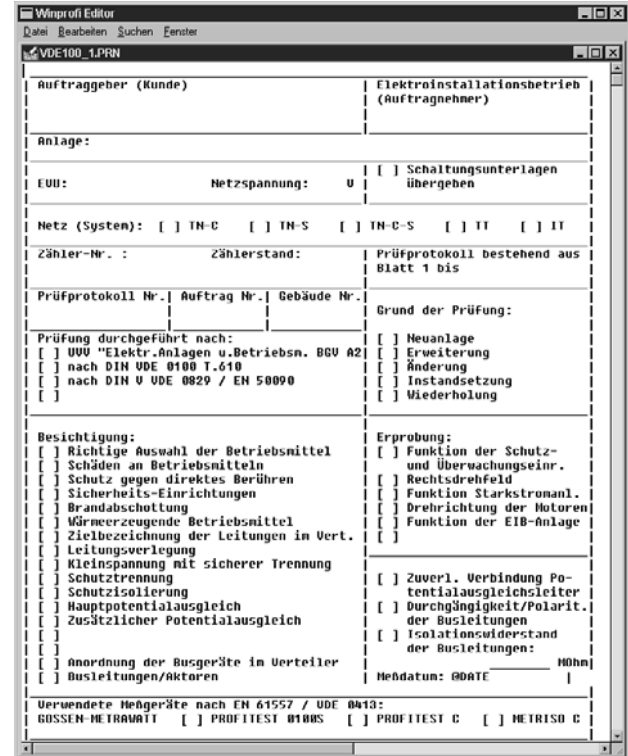 Winprofi Editor
Datei Bearbeiten Suchen Fenster
VDE100_1.PRN
Auftraggeber (Kunde)
Elektroinstallationsbetrieb
(Auftragnehmer)
Anlage:
EVU: Netzspannung: V
[ ] Schaltungsunterlagen
übergeben
Netz (System): [ ] TN-C [ ] TN-S [ ] TN-C-S [ ] TT [ ] IT
Zähler-Nr. : Zählerstand:
Prüfprotokoll bestehend aus
Blatt 1 bis
Prüfprotokoll Nr.| Auftrag Nr.| Gebäude Nr.
Grund der Prüfung:
[ ] Neuanlage
[ ] Erweiterung
[ ] Änderung
[ ] Instandsetzung
[ ] Wiederholung
Prüfung durchgeführt nach:
[ ] UVV "Elektr.Anlagen u.Betriebsm. BGV A2
[ ] nach DIN VDE 0100 T.610
[ ] nach DIN V VDE 0829 / EN 50090
[ ]
Besichtigung:
[ ] Richtige Auswahl der Betriebsmittel
[ ] Schäden an Betriebsmitteln
[ ] Schutz gegen direktes Berühren
[ ] Sicherheits-Einrichtungen
[ ] Brandabschottung
[ ] Wärmeerzeugende Betriebsmittel
[ ] Zielbezeichnung der Leitungen im Vert.
[ ] Leitungsverlegung
[ ] Kleinspannung mit sicherer Trennung
[ ] Schutztrennung
[ ] Schutzisolierung
[ ] Hauptpotentialausgleich
[ ] Zusätzlicher Potentialausgleich
[ ]
[ ]
[ ] Anordnung der Busgeräte im Verteiler
[ ] Busleitungen/Aktoren
Erprobung:
[ ] Funktion der Schutz-
und Überwachungseinr.
[ ] Rechtsdrehfeld
[ ] Funktion Starkstromanl.
[ ] Drehrichtung der Motoren
[ ] Funktion der EIB-Anlage
[ ]
[ ] Zuverl. Verbindung Po-
tentialausgleichsleiter
[ ] Durchgängigkeit/Polarit.
der Busleitungen
[ ] Isolationswiderstand
der Busleitungen:
MOhm
Meßdatum: @DATE
Verwendete Meßgeräte nach EN 61557 / VDE 0413:
GOSSEN-METRAWATT [ ] PROFITEST 0100S [ ] PROFITEST C [ ] METRISO C